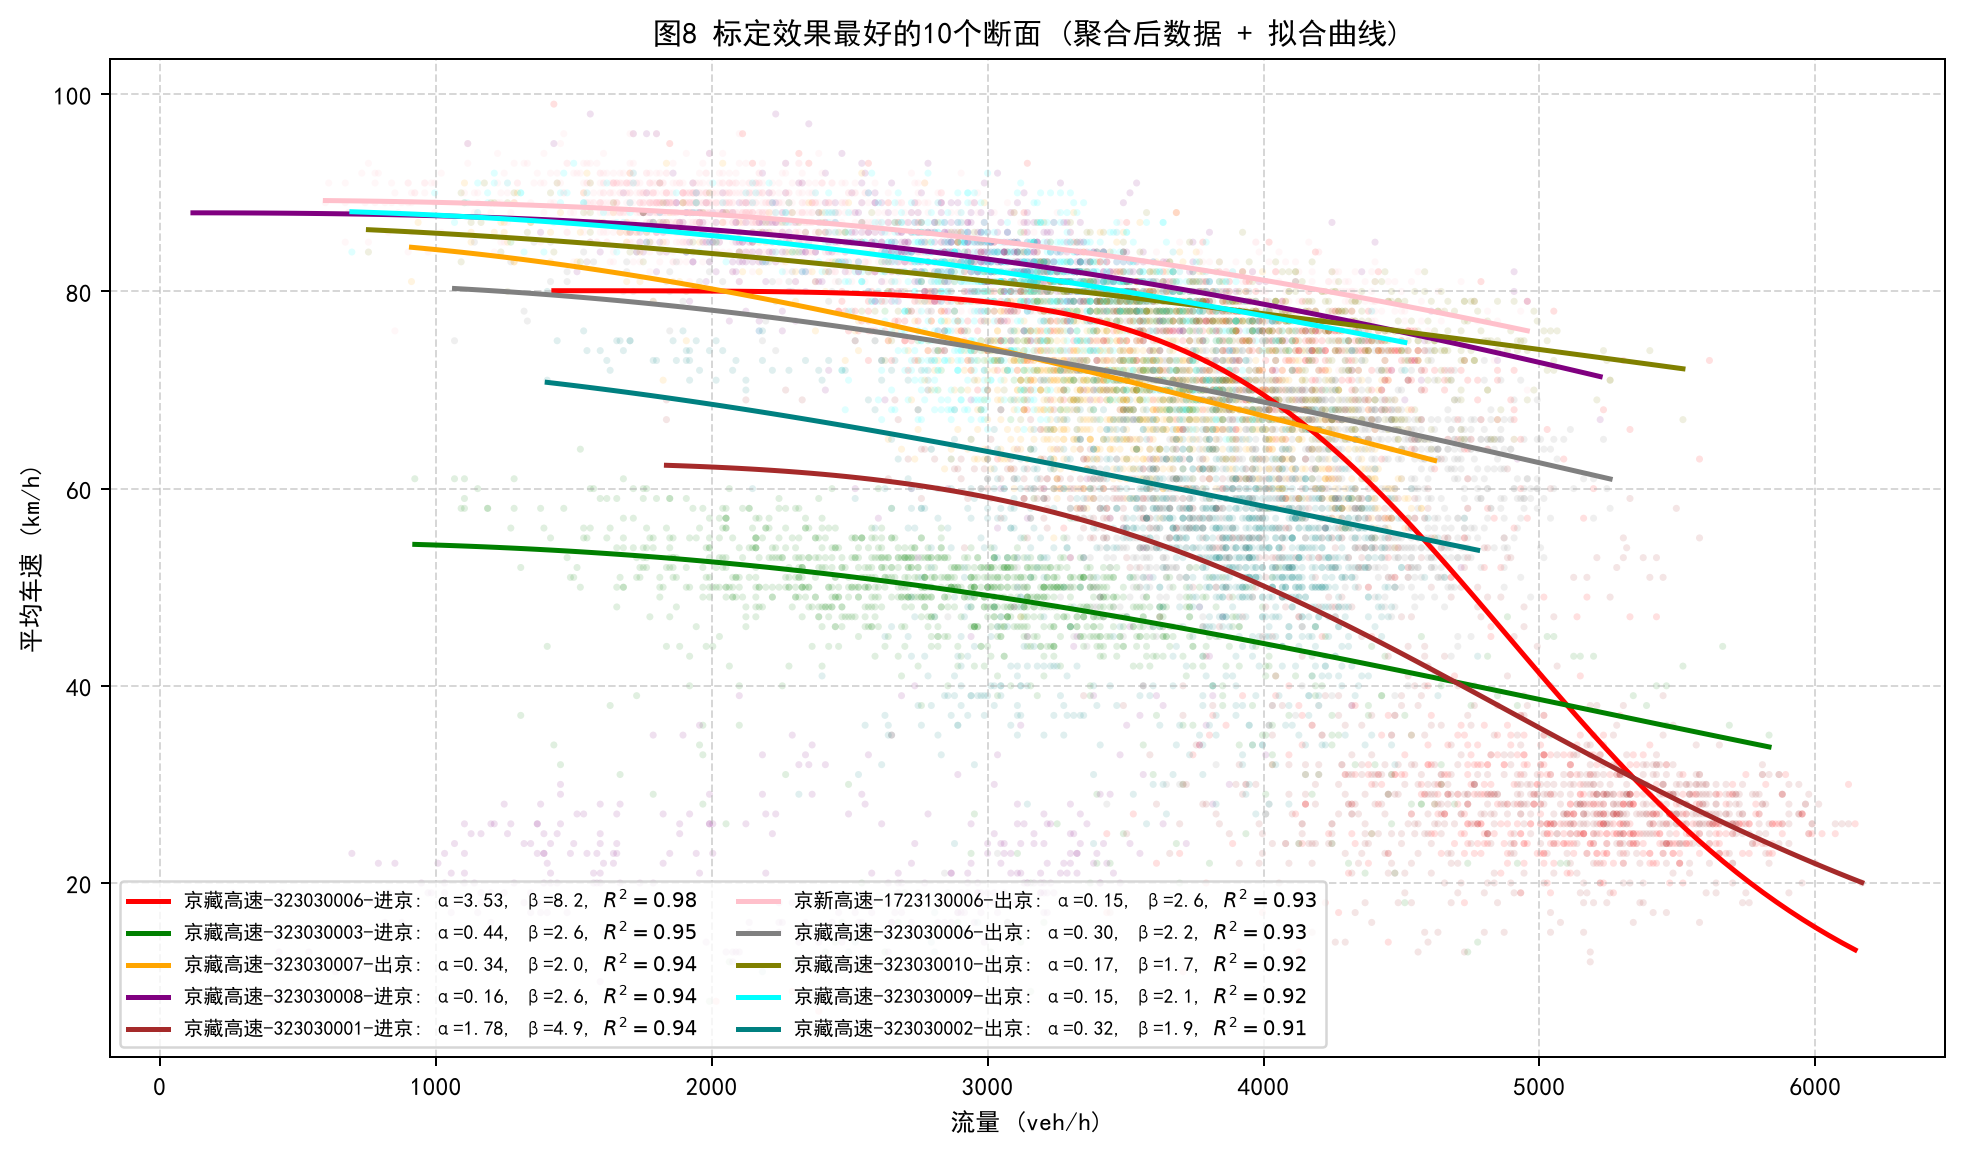 图8 标定效果最好的10个断面 (聚合后数据 + 拟合曲线)
100
80
60
40
20
平均车速 (km/h)
京藏高速-323030006-进京: α=3.53, β=8.2, R² = 0.98
京藏高速-323030003-进京: α=0.44, β=2.6, R² = 0.95
京藏高速-323030007-出京: α=0.34, β=2.0, R² = 0.94
京藏高速-323030008-进京: α=0.16, β=2.6, R² = 0.94
京藏高速-323030001-进京: α=1.78, β=4.9, R² = 0.94
京新高速-1723130006-出京: α=0.15, β=2.6, R² = 0.93
京藏高速-323030006-出京: α=0.30, β=2.2, R² = 0.93
京藏高速-323030010-出京: α=0.17, β=1.7, R² = 0.92
京藏高速-323030009-出京: α=0.15, β=2.1, R² = 0.92
京藏高速-323030002-出京: α=0.32, β=1.9, R² = 0.91
0 1000 2000 3000 4000 5000 6000
流量 (veh/h)